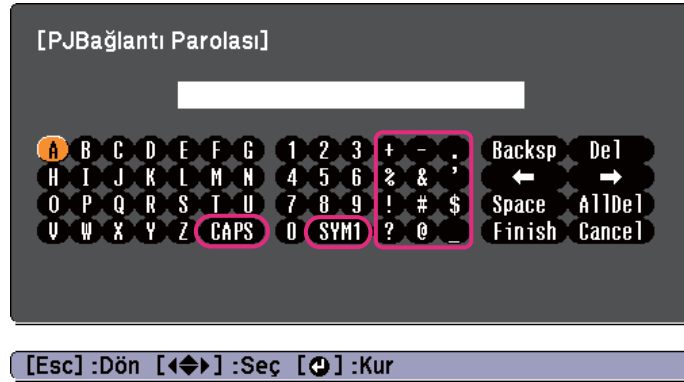 [PJBağlantı Parolası]
A B C D E F G 1 2 3 + - . Backsp Del
H I J K L M N 4 5 6 % & ' ← →
O P Q R S T U 7 8 9 ! # $ Space AllDel
V W X Y Z CAPS 0 SYM1 ? @ _ Finish Cancel
[Esc] :Dön [◀◆▶] :Seç [↵] :Kur